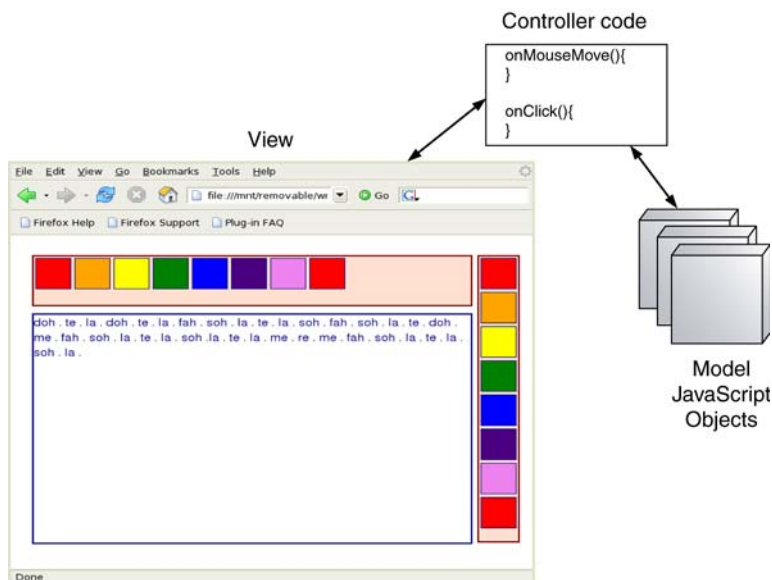 Controller code
onMouseMove(){
}
onClick(){
}
View
File Edit View Go Bookmarks Tools Help
file:///mnt/removable/w Go G
Firefox Help Firefox Support Plug-in FAQ
doh . te . la . doh . te . la . fah . soh . la . te . la . soh . fah . soh . la . te . doh .
me . fah . soh . la . te . la . soh .la . te . la . me . re . me . fah . soh . la . te . la .
soh . la .
Model
JavaScript
Objects
Done